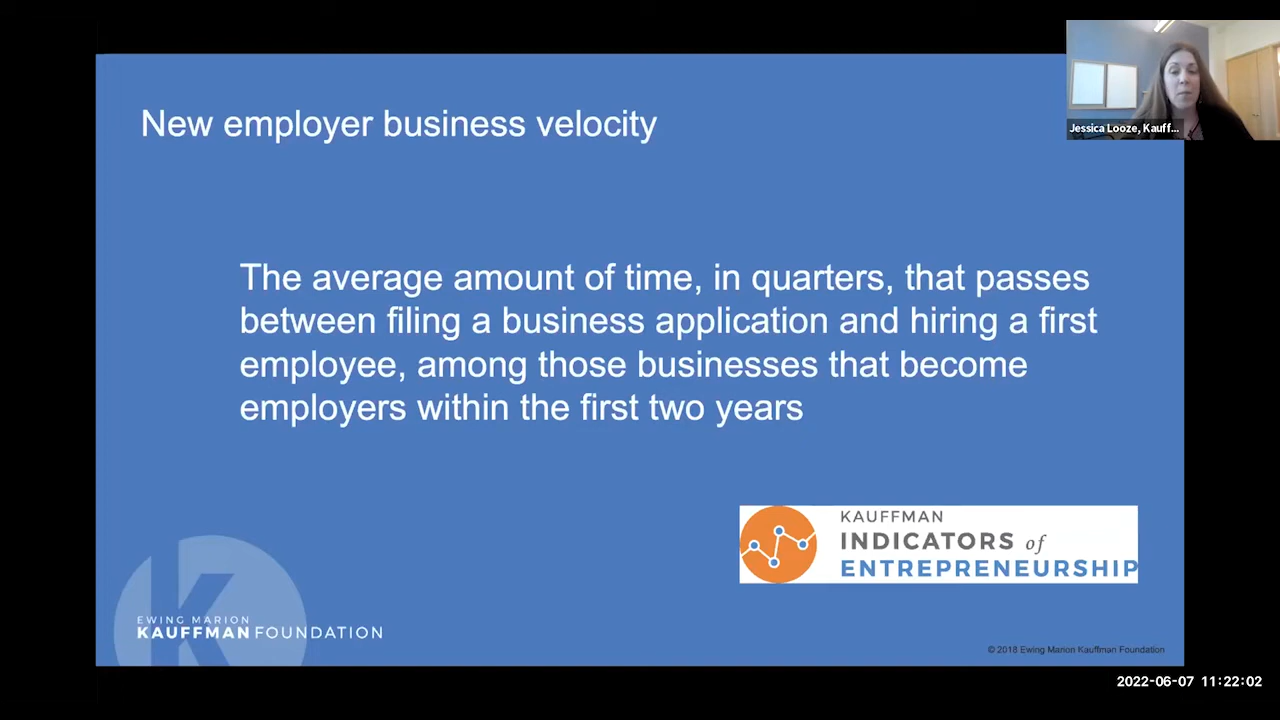 New employer business velocity
Jessica Looze, Kauff...
The average amount of time, in quarters, that passes
between filing a business application and hiring a first
employee, among those businesses that become
employers within the first two years
KAUFFMAN
INDICATORS of
ENTREPRENEURSHIP
EWING MARION
KAUFFMAN FOUNDATION
© 2018 Ewing Marion Kauffman Foundation
2022-06-07 11:22:02